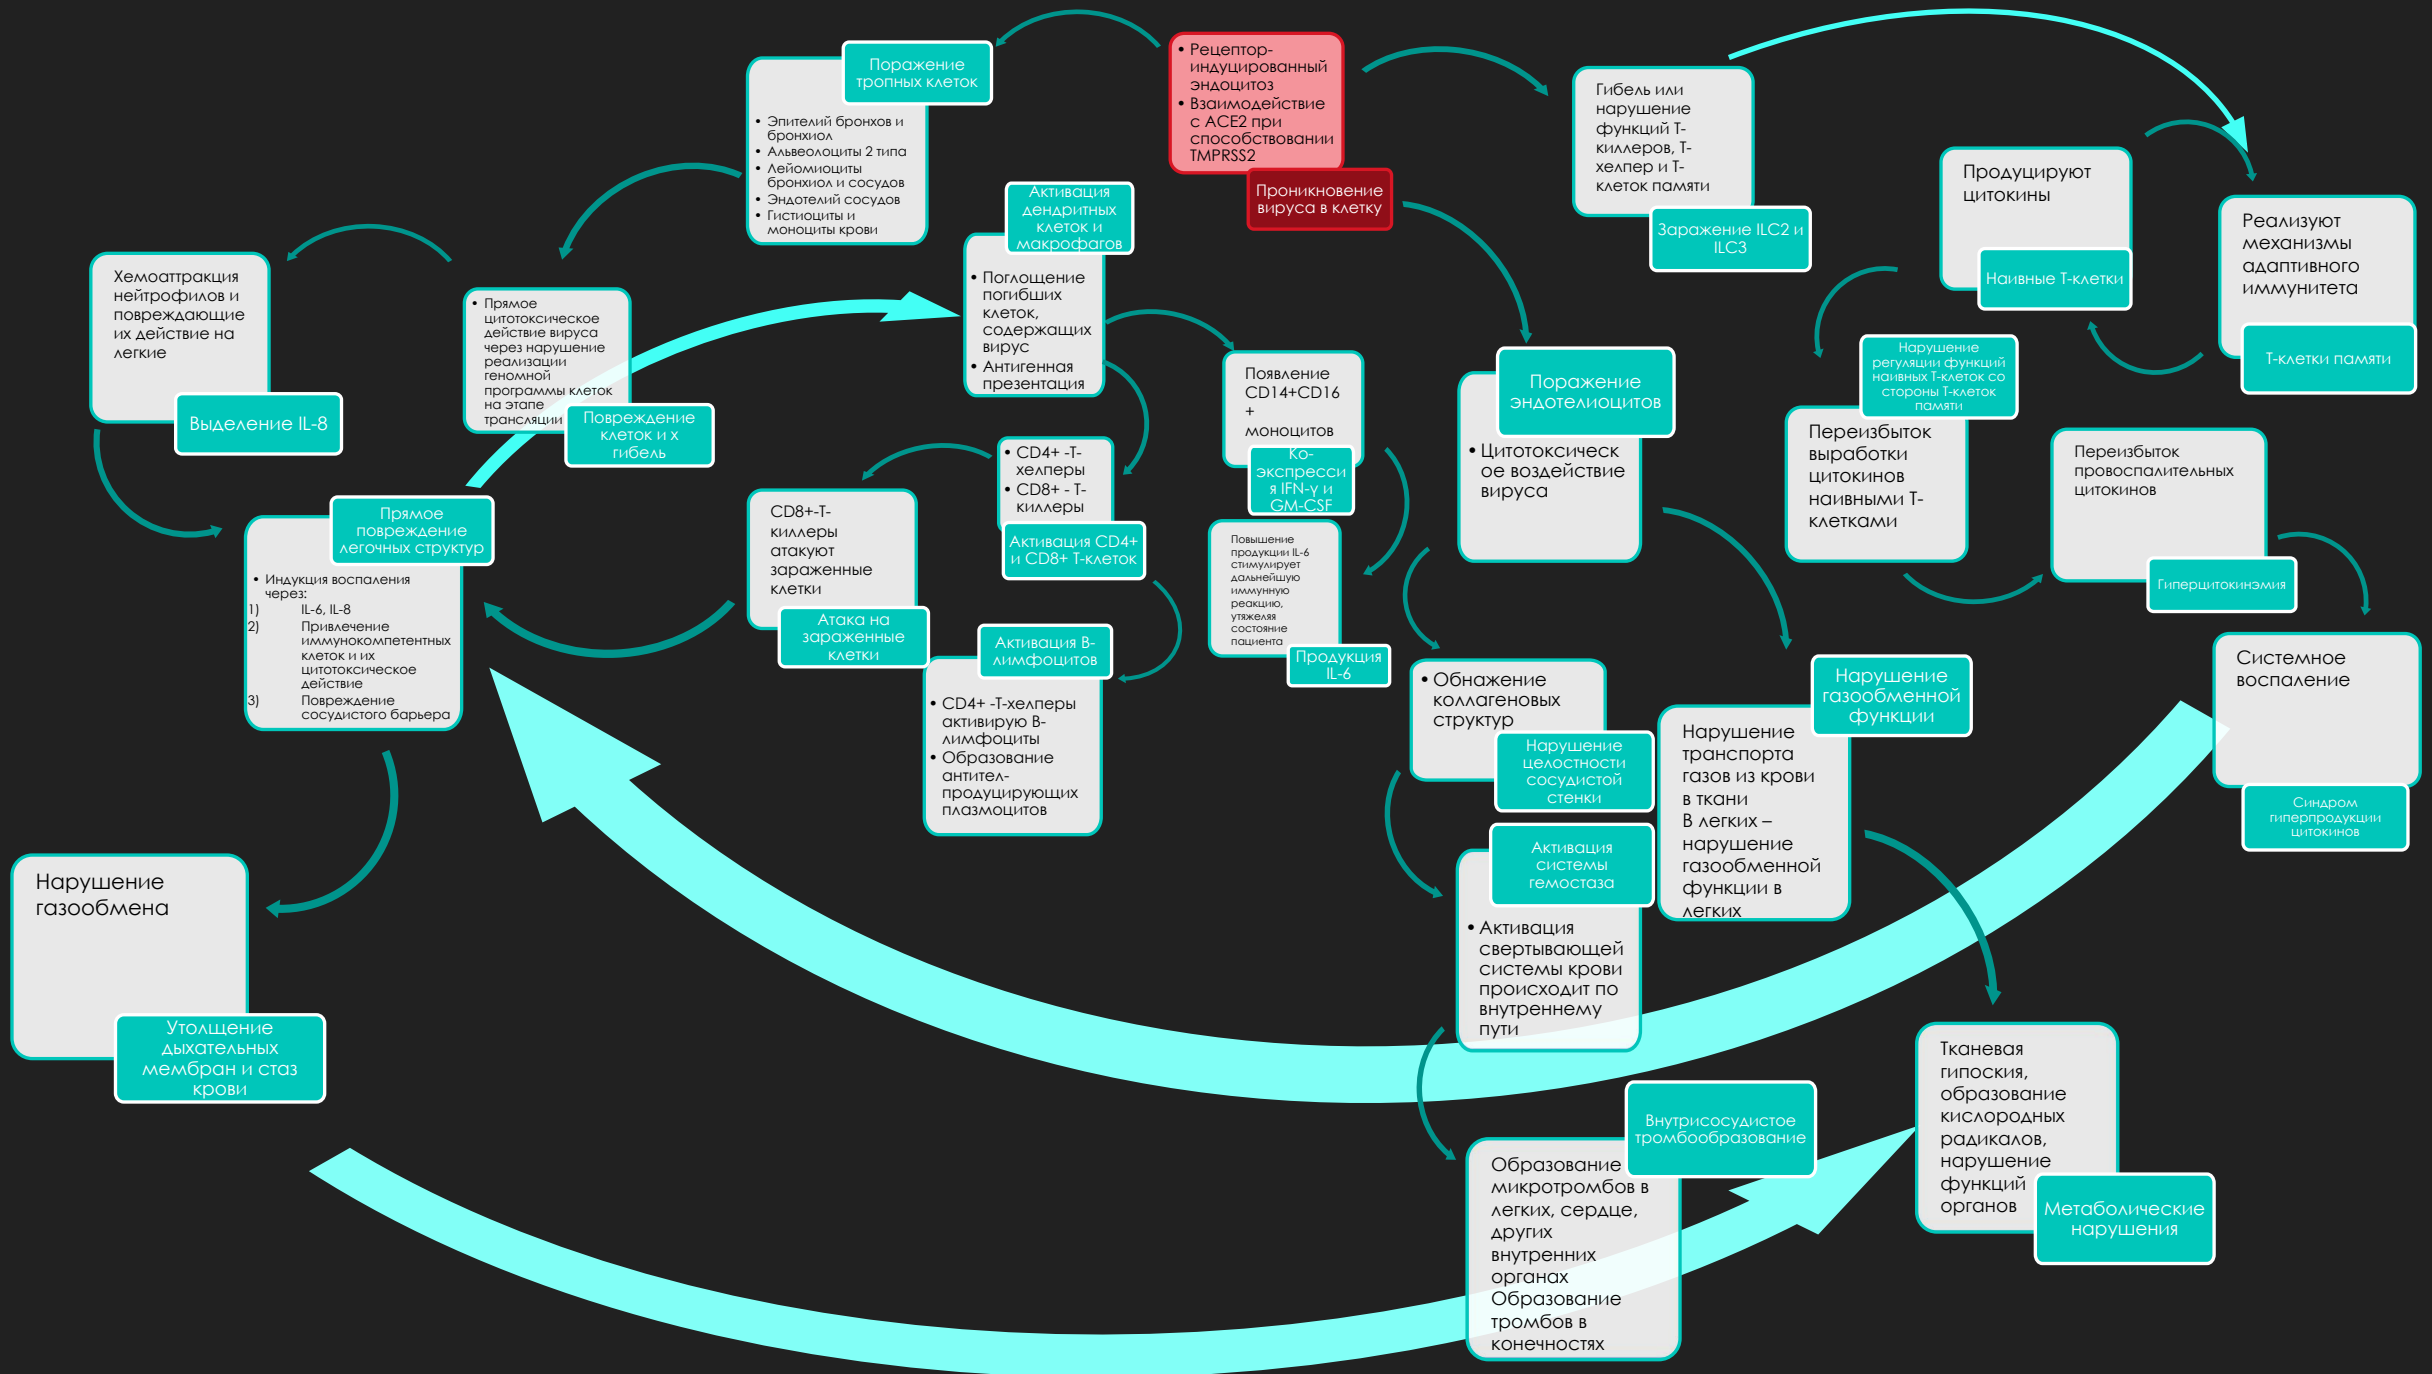 Поражение
тропных клеток
• Эпителий бронхов и
бронхиол
• Альвеолоциты 2 типа
• Лейомиоциты
бронхиол и сосудов
• Эндотелий сосудов
• Гистиоциты и
моноциты крови
• Рецептор-
индуцированный
эндоцитоз
• Взаимодействие
с ACE2 при
способствовании
TMPRSS2
Проникновение
вируса в клетку
Гибель или
нарушение
функций Т-
киллеров, Т-
хелпер и Т-
клеток памяти
Заражение ILC2 и
ILC3
Продуцируют
цитокины
Наивные Т-клетки
Реализуют
механизмы
адаптивного
иммунитета
Т-клетки памяти
Хемоаттракция
нейтрофилов и
повреждающие
их действие на
легкие
Выделение IL-8
• Прямое
цитотоксическое
действие вируса
через нарушение
реализации
геномной
программы клеток
на этапе
трансляции
Повреждение
клеток и х
гибель
Активация
дендритных
клеток и
макрофагов
• Поглощение
погибших
клеток,
содержащих
вирус
• Антигенная
презентация
Появление
CD14+CD16
+
моноцитов
Ко-
экспресси
я IFN-γ и
GM-CSF
Поражение
эндотелиоцитов
• Цитотоксическ
ое воздействие
вируса
Нарушение
регуляции функций
наивных Т-клеток со
стороны Т-клеток
памяти
Переизбыток
выработки
цитокинов
наивными Т-
клетками
Переизбыток
провоспалительных
цитокинов
Гиперцитокинэмия
Прямое
повреждение
легочных структур
• Индукция воспаления
через:
1) IL-6, IL-8
2) Привлечение
иммунокомпетентных
клеток и их
цитотоксическое
действие
3) Повреждение
сосудистого барьера
CD8+-Т-
киллеры
атакуют
зараженные
клетки
Атака на
зараженные
клетки
• CD4+ -Т-
хелперы
• CD8+ - Т-
киллеры
Активация CD4+
и CD8+ Т-клеток
Активация В-
лимфоцитов
• CD4+ -Т-хелперы
активирую В-
лимфоциты
• Образование
антител-
продуцирующих
плазмоцитов
Повышение
продукции IL-6
стимулирует
дальнейшую
иммунную
реакцию,
утяжеляя
состояние
пациента
Продукция
IL-6
• Обнажение
коллагеновых
структур
Нарушение
целостности
сосудистой
стенки
Нарушение
газообменной
функции
Нарушение
транспорта
газов из крови
в ткани
В легких –
нарушение
газообменной
функции в
легких
Системное
воспаление
Синдром
гиперпродукции
цитокинов
Нарушение
газообмена
Утолщение
дыхательных
мембран и стаз
крови
Активация
системы
гемостаза
• Активация
свертывающей
системы крови
происходит по
внутреннему
пути
Внутрисосудистое
тромбообразование
Образование
микротромбов в
легких, сердце,
других
внутренних
органах
Образование
тромбов в
конечностях
Тканевая
гипоския,
образование
кислородных
радикалов,
нарушение
функций
органов
Метаболические
нарушения